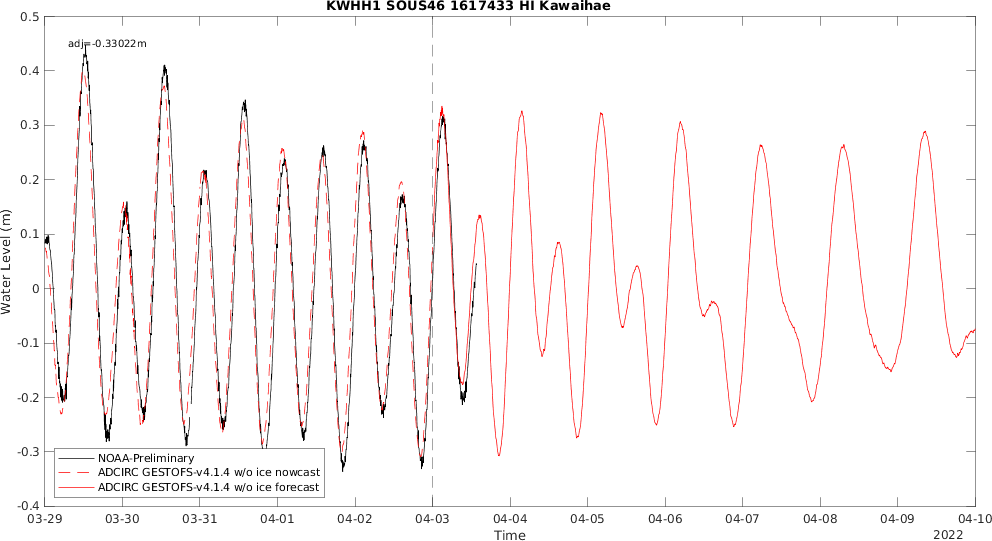 KWHH1 SOUS46 1617433 HI Kawaihae
adj=-0.33022m
0.5
0.4
0.3
0.2
0.1
0
-0.1
-0.2
-0.3
-0.4
Water Level (m)
NOAA-Preliminary
ADCIRC GESTOFS-v4.1.4 w/o ice nowcast
ADCIRC GESTOFS-v4.1.4 w/o ice forecast
03-29 03-30 03-31 04-01 04-02 04-03 04-04 04-05 04-06 04-07 04-08 04-09 04-10
Time
2022